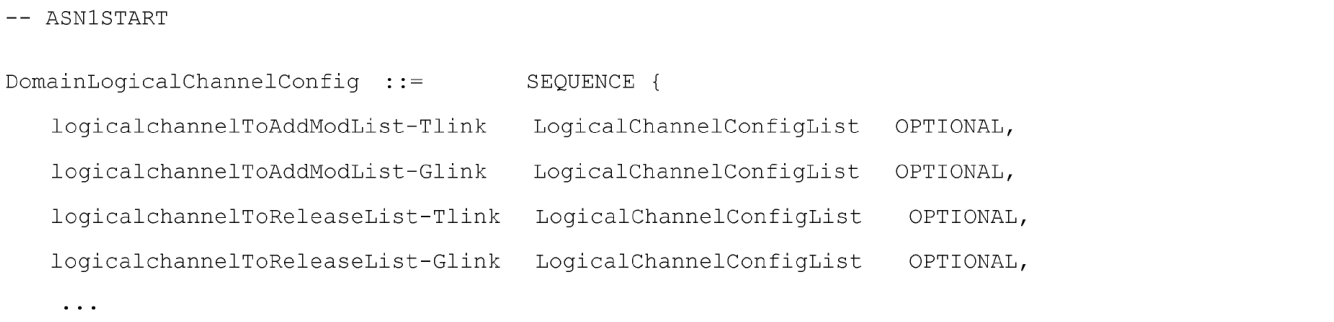 -- ASN1START
DomainLogicalChannelConfig ::= SEQUENCE {
logicalchannelToAddModList-Tlink LogicalChannelConfigList OPTIONAL,
logicalchannelToAddModList-Glink LogicalChannelConfigList OPTIONAL,
logicalchannelToReleaseList-Tlink LogicalChannelConfigList OPTIONAL,
logicalchannelToReleaseList-Glink LogicalChannelConfigList OPTIONAL,
...